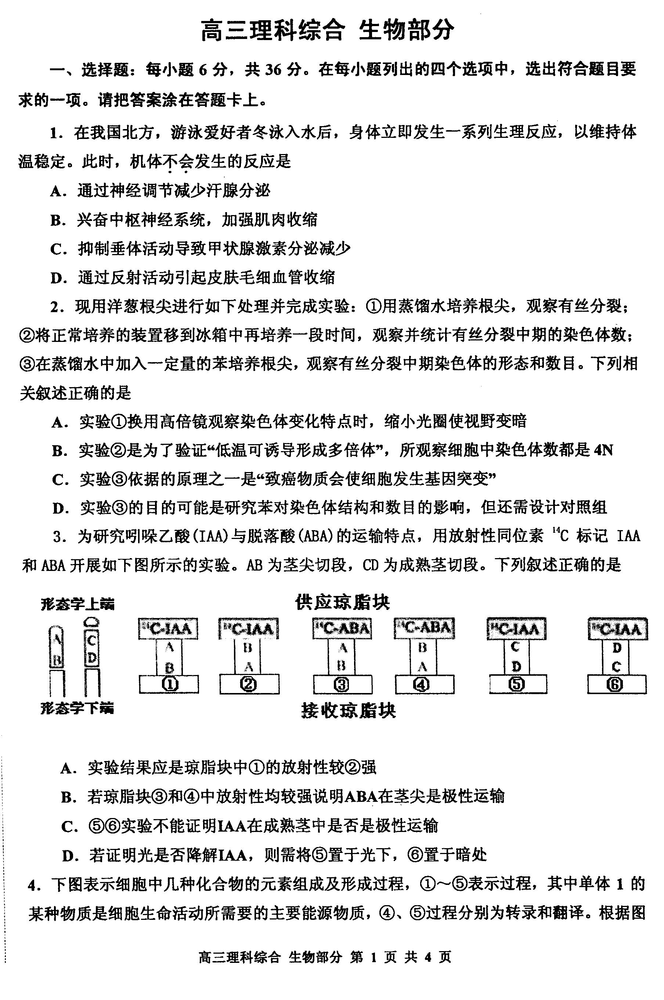 高三理科综合 生物部分
一、选择题：每小题 6 分，共 36 分。在每小题列出的四个选项中，选出符合题目要
求的一项。请把答案涂在答题卡上。
1．在我国北方，游泳爱好者冬泳入水后，身体立即发生一系列生理反应，以维持体
温稳定。此时，机体不会发生的反应是
A．通过神经调节减少汗腺分泌
B．兴奋中枢神经系统，加强肌肉收缩
C．抑制垂体活动导致甲状腺激素分泌减少
D．通过反射活动引起皮肤毛细血管收缩
2．现用洋葱根尖进行如下处理并完成实验：①用蒸馏水培养根尖，观察有丝分裂；
②将正常培养的装置移到冰箱中再培养一段时间，观察并统计有丝分裂中期的染色体数；
③在蒸馏水中加入一定量的苯培养根尖，观察有丝分裂中期染色体的形态和数目。下列相
关叙述正确的是
A．实验①换用高倍镜观察染色体变化特点时，缩小光圈使视野变暗
B．实验②是为了验证“低温可诱导形成多倍体”，所观察细胞中染色体数都是 4N
C．实验③依据的原理之一是“致癌物质会使细胞发生基因突变”
D．实验③的目的可能是研究苯对染色体结构和数目的影响，但还需设计对照组
3．为研究吲哚乙酸(IAA)与脱落酸(ABA)的运输特点，用放射性同位素 ¹⁴C 标记 IAA
和 ABA 开展如下图所示的实验。AB 为茎尖切段，CD 为成熟茎切段。下列叙述正确的是
形态学上端 供应琼脂块
¹⁴C-IAA ¹⁴C-IAA ¹⁴C-ABA ¹⁴C-ABA ¹⁴C-IAA ¹⁴C-IAA
A C A B A B C D
B D B A B A D C
① ② ③ ④ ⑤ ⑥
形态学下端 接收琼脂块
A．实验结果应是琼脂块中①的放射性较②强
B．若琼脂块③和④中放射性均较强说明ABA在茎尖是极性运输
C．⑤⑥实验不能证明IAA在成熟茎中是否是极性运输
D．若证明光是否降解IAA，则需将⑤置于光下，⑥置于暗处
4．下图表示细胞中几种化合物的元素组成及形成过程，①～⑤表示过程，其中单体 1 的
某种物质是细胞生命活动所需要的主要能源物质，④、⑤过程分别为转录和翻译。根据图
高三理科综合 生物部分 第 1 页 共 4 页